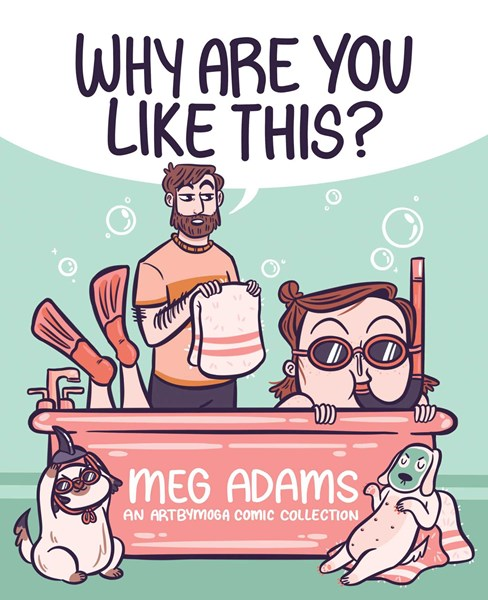 WHY ARE YOU
LIKE THIS?
MEG ADAMS
AN ARTBYMOGA COMIC COLLECTION